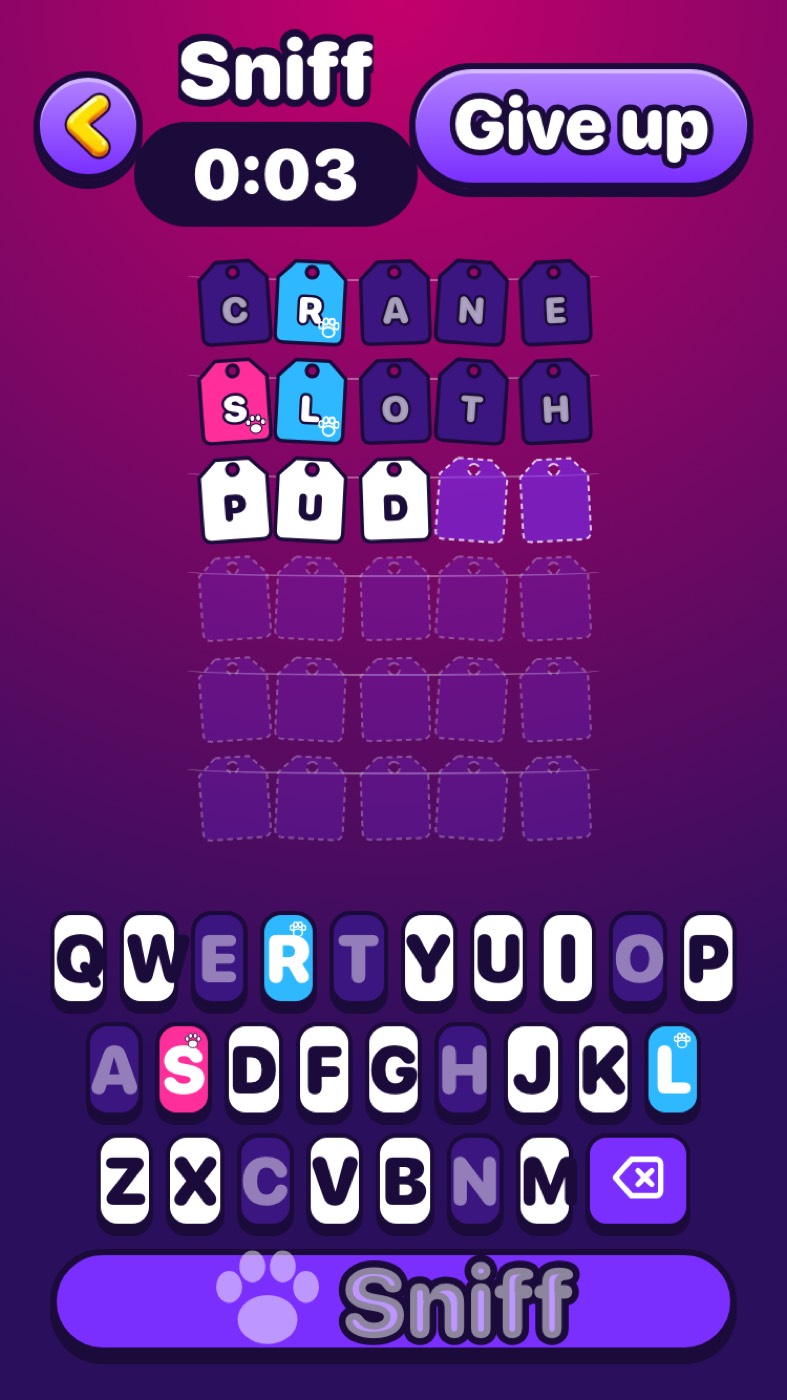 Sniff
Give up
0:03
C R A N E
S L O T H
P U D
Q W E R T Y U I O P
A S D F G H J K L
Z X C V B N M
Sniff